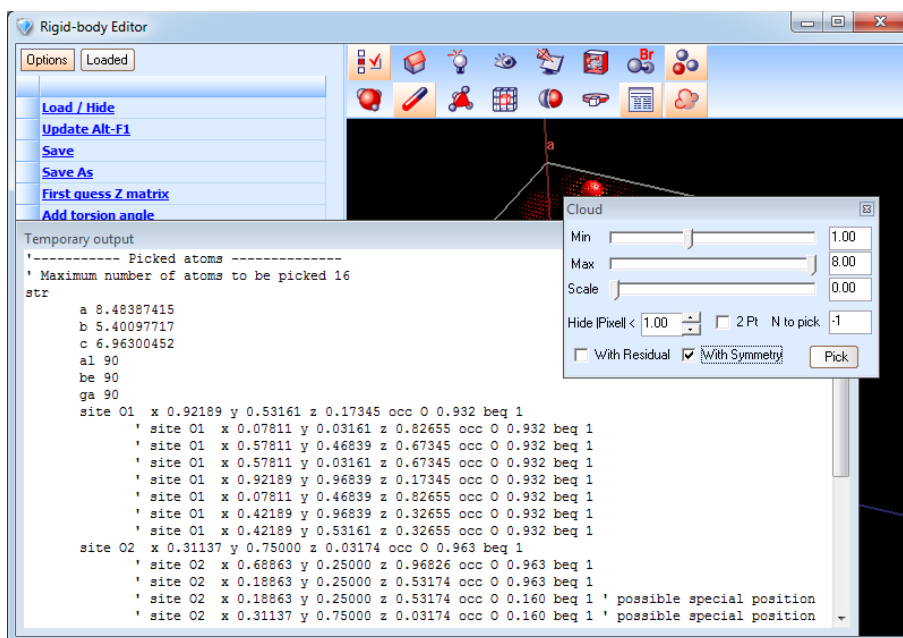 Rigid-body Editor
Options Loaded
Br
Load / Hide
Update Alt-F1
Save
Save As
First guess Z matrix
Add torsion angle
a
Cloud
Min 1.00
Max 8.00
Scale 0.00
Hide |Pixel| < 1.00 2 Pt N to pick -1
With Residual With Symmetry Pick
Temporary output
'----------- Picked atoms --------------
' Maximum number of atoms to be picked 16
str
a 8.48387415
b 5.40097717
c 6.96300452
al 90
be 90
ga 90
site O1 x 0.92189 y 0.53161 z 0.17345 occ O 0.932 beq 1
' site O1 x 0.07811 y 0.03161 z 0.82655 occ O 0.932 beq 1
' site O1 x 0.57811 y 0.46839 z 0.67345 occ O 0.932 beq 1
' site O1 x 0.57811 y 0.03161 z 0.67345 occ O 0.932 beq 1
' site O1 x 0.92189 y 0.96839 z 0.17345 occ O 0.932 beq 1
' site O1 x 0.07811 y 0.46839 z 0.82655 occ O 0.932 beq 1
' site O1 x 0.42189 y 0.96839 z 0.32655 occ O 0.932 beq 1
' site O1 x 0.42189 y 0.53161 z 0.32655 occ O 0.932 beq 1
site O2 x 0.31137 y 0.75000 z 0.03174 occ O 0.963 beq 1
' site O2 x 0.68863 y 0.25000 z 0.96826 occ O 0.963 beq 1
' site O2 x 0.18863 y 0.25000 z 0.53174 occ O 0.963 beq 1
' site O2 x 0.18863 y 0.25000 z 0.53174 occ O 0.160 beq 1 ' possible special position
' site O2 x 0.31137 y 0.75000 z 0.03174 occ O 0.160 beq 1 ' possible special position